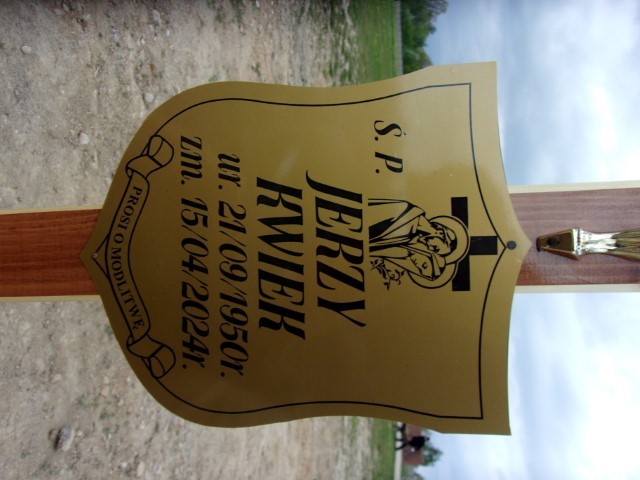 Ś. P.
JERZY
KWIEK
ur. 21/09/1950r.
zm. 15/04/2024r.
PROSI O MODLITWĘ